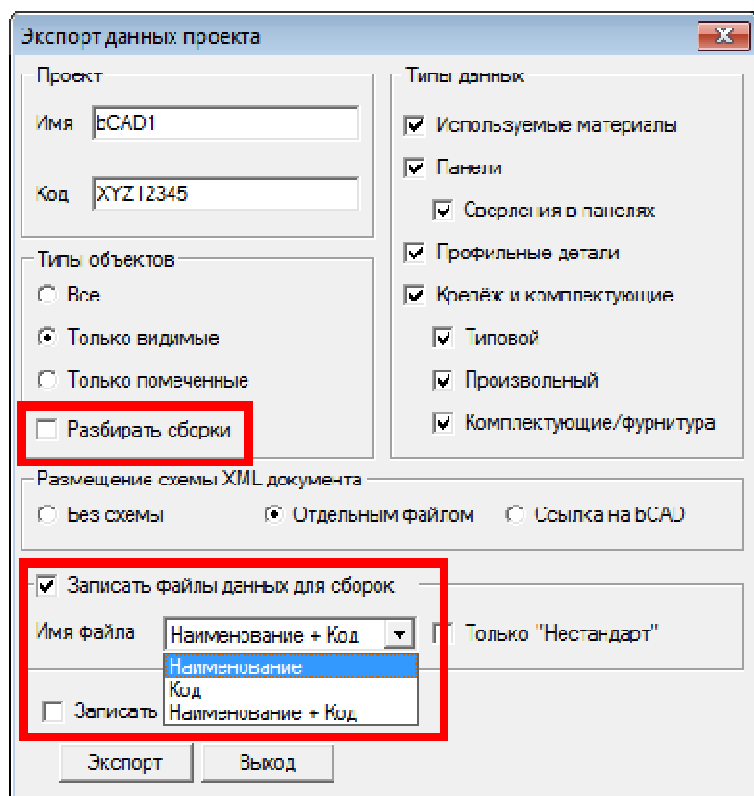 Экспорт данных проекта
Проект
Имя bCAD1
Код XYZ12345
Типы объектов
Все
Только видимые
Только помеченные
Разбирать сборки
Типы данных
Используемые материалы
Панели
Сверления в панелях
Профильные детали
Крепёж и комплектующие
Типовой
Произвольный
Комплектующие/фурнитура
Размещение схемы XML документа
Без схемы Отдельным файлом Ссылка на bCAD
Записать файлы данных для сборок
Имя файла Наименование + Код Только "Нестандарт"
Наименование
Код
Наименование + Код
Записать
Экспорт Выход